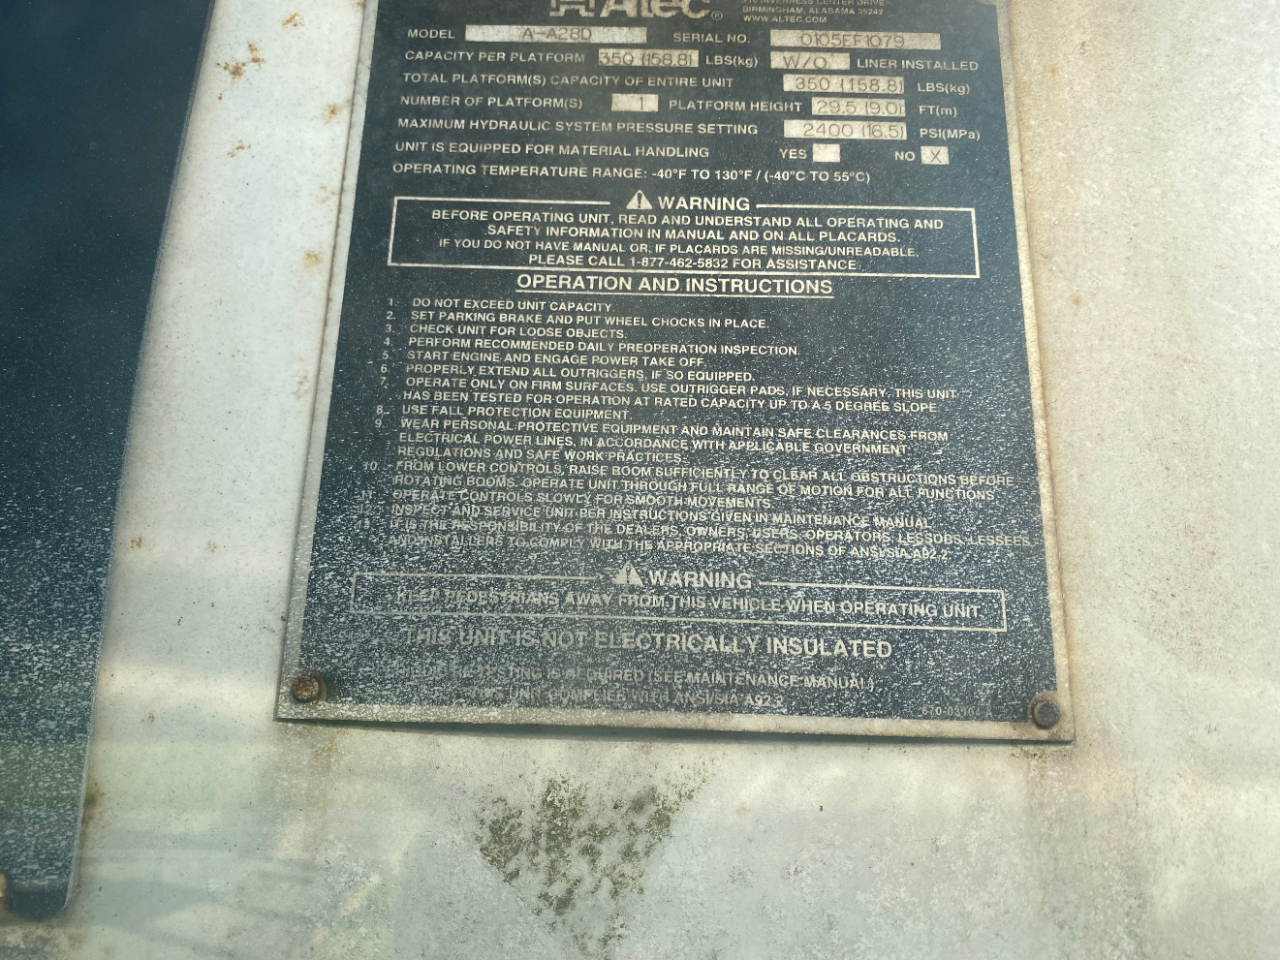 Altec®
INVERNESS CENTER DRIVE
BIRMINGHAM, ALABAMA 35242
WWW.ALTEC.COM
MODEL A-A28D SERIAL NO. 0105EF1079
CAPACITY PER PLATFORM 350 (158.8) LBS(kg) W/O LINER INSTALLED
TOTAL PLATFORM(S) CAPACITY OF ENTIRE UNIT 350 (158.8) LBS(kg)
NUMBER OF PLATFORM(S) 1 PLATFORM HEIGHT 29.5 (9.0) FT(m)
MAXIMUM HYDRAULIC SYSTEM PRESSURE SETTING 2400 (16.5) PSI(MPa)
UNIT IS EQUIPPED FOR MATERIAL HANDLING YES NO X
OPERATING TEMPERATURE RANGE: -40°F TO 130°F / (-40°C TO 55°C)
WARNING
BEFORE OPERATING UNIT, READ AND UNDERSTAND ALL OPERATING AND
SAFETY INFORMATION IN MANUAL AND ON ALL PLACARDS.
IF YOU DO NOT HAVE MANUAL OR, IF PLACARDS ARE MISSING/UNREADABLE,
PLEASE CALL 1-877-462-5832 FOR ASSISTANCE.
OPERATION AND INSTRUCTIONS
1. DO NOT EXCEED UNIT CAPACITY.
2. SET PARKING BRAKE AND PUT WHEEL CHOCKS IN PLACE.
3. CHECK UNIT FOR LOOSE OBJECTS.
4. PERFORM RECOMMENDED DAILY PREOPERATION INSPECTION.
5. START ENGINE AND ENGAGE POWER TAKE OFF.
6. PROPERLY EXTEND ALL OUTRIGGERS, IF SO EQUIPPED.
7. OPERATE ONLY ON FIRM SURFACES. USE OUTRIGGER PADS, IF NECESSARY. THIS UNIT
HAS BEEN TESTED FOR OPERATION AT RATED CAPACITY UP TO A 5 DEGREE SLOPE.
8. USE FALL PROTECTION EQUIPMENT.
9. WEAR PERSONAL PROTECTIVE EQUIPMENT AND MAINTAIN SAFE CLEARANCES FROM
ELECTRICAL POWER LINES, IN ACCORDANCE WITH APPLICABLE GOVERNMENT
REGULATIONS AND SAFE WORK PRACTICES.
10. FROM LOWER CONTROLS, RAISE BOOM SUFFICIENTLY TO CLEAR ALL OBSTRUCTIONS BEFORE
ROTATING BOOMS. OPERATE UNIT THROUGH FULL RANGE OF MOTION FOR ALL FUNCTIONS.
11. OPERATE CONTROLS SLOWLY FOR SMOOTH MOVEMENTS.
12. INSPECT AND SERVICE UNIT PER INSTRUCTIONS GIVEN IN MAINTENANCE MANUAL.
13. IT IS THE RESPONSIBILITY OF THE DEALERS, OWNERS, USERS, OPERATORS, LESSORS, LESSEES,
AND INSTALLERS TO COMPLY WITH THE APPROPRIATE SECTIONS OF ANSI/SIA A92.2
WARNING
KEEP PEDESTRIANS AWAY FROM THIS VEHICLE WHEN OPERATING UNIT
THIS UNIT IS NOT ELECTRICALLY INSULATED
TESTING IS REQUIRED (SEE MAINTENANCE MANUAL)
THIS UNIT COMPLIED WITH ANSI/SIA A92.2